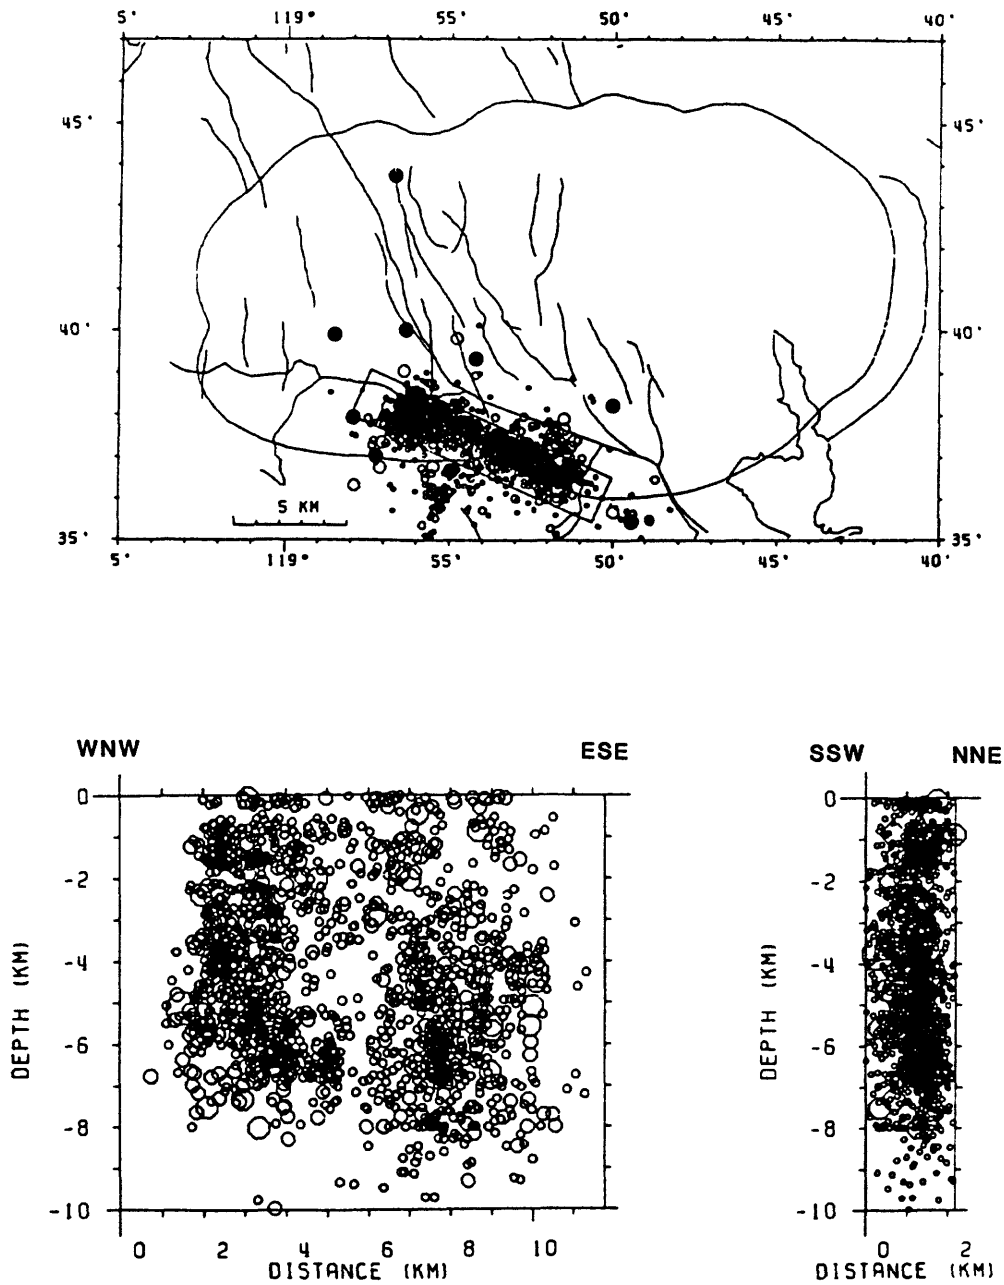 5' 119° 55' 50' 45' 40'
45' 45'
40' 40'
5 KM
35' 35°
5' 119° 55' 50' 45' 40'
WNW ESE SSW NNE
0 0
-2 -2
-4 -4
-6 -6
-8 -8
-10 -10
DEPTH (KM) DEPTH (KM)
0 2 4 6 8 10 0 2
DISTANCE (KM) DISTANCE (KM)